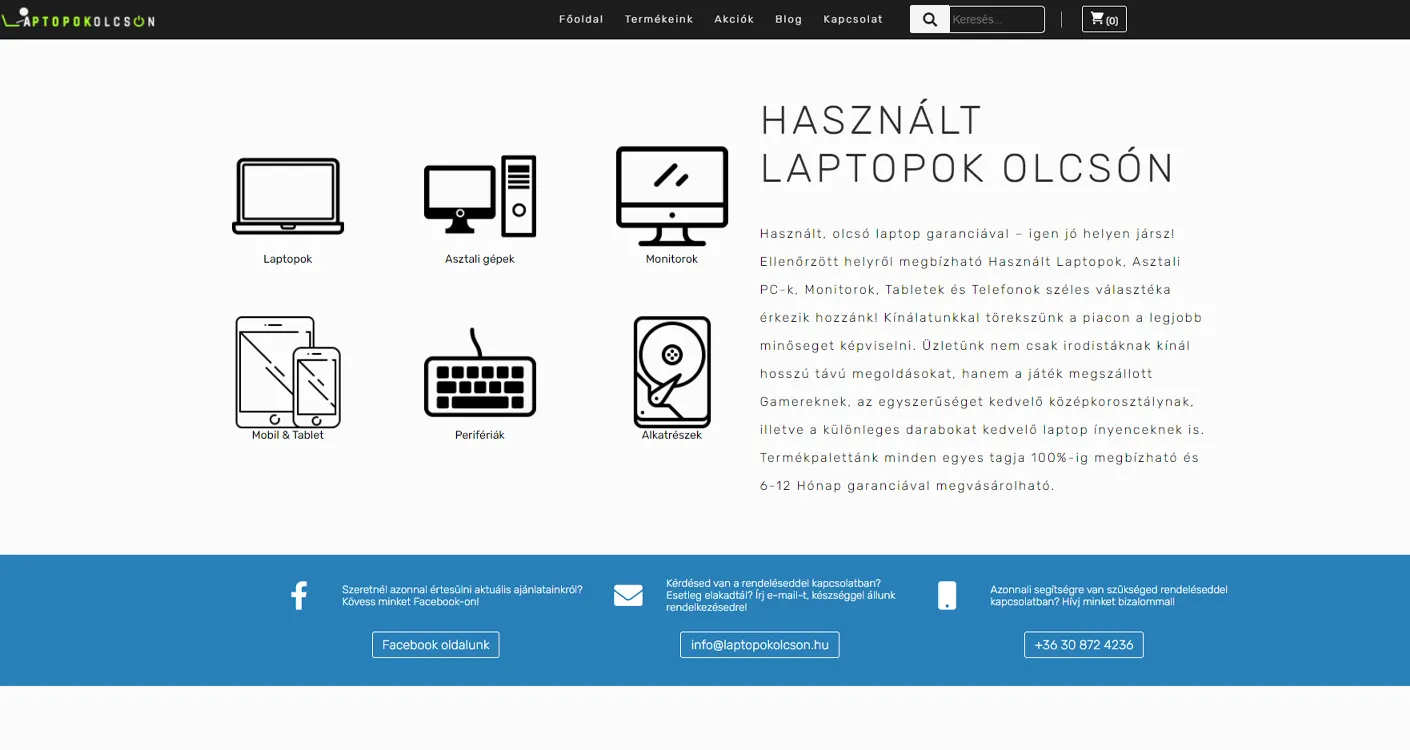 LAPTOPOKOLCSÓN
Főoldal Termékeink Akciók Blog Kapcsolat Keresés... (0)
Laptopok Asztali gépek Monitorok
Mobil & Tablet Perifériák Alkatrészek
HASZNÁLT
LAPTOPOK OLCSÓN
Használt, olcsó laptop garanciával – igen jó helyen jársz!
Ellenőrzött helyről megbízható Használt Laptopok, Asztali
PC-k, Monitorok, Tabletek és Telefonok széles választéka
érkezik hozzánk! Kínálatunkkal törekszünk a piacon a legjobb
minőseget képviselni. Üzletünk nem csak irodistáknak kínál
hosszú távú megoldásokat, hanem a játék megszállott
Gamereknek, az egyszerűséget kedvelő középkorosztálynak,
illetve a különleges darabokat kedvelő laptop ínyenceknek is.
Termékpalettánk minden egyes tagja 100%-ig megbízható és
6-12 Hónap garanciával megvásárolható.
Szeretnél azonnal értesülni aktuális ajánlatainkról?
Kövess minket Facebook-on!
Facebook oldalunk
Kérdésed van a rendeléseddel kapcsolatban?
Esetleg elakadtál? Írj e-mail-t, készséggel állunk
rendelkezésedre!
info@laptopokolcson.hu
Azonnali segítségre van szükséged rendeléseddel
kapcsolatban? Hívj minket bizalommal!
+36 30 872 4236